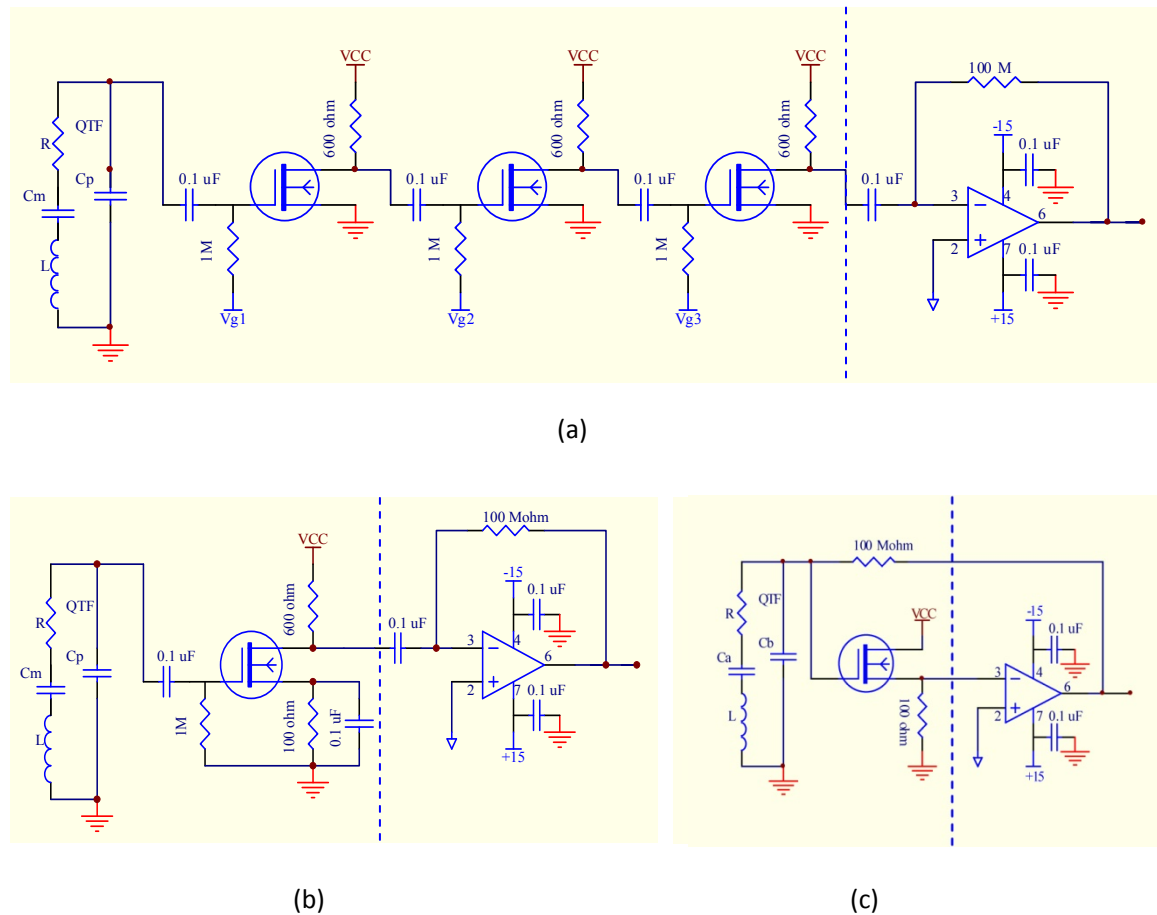 VCC
VCC
VCC
100 M
R
QTF
600 ohm
600 ohm
600 ohm
-15
0.1 uF
Cm
Cp
0.1 uF
0.1 uF
0.1 uF
0.1 uF
3
4
6
2
7
0.1 uF
L
1 M
1 M
1 M
Vg1
Vg2
Vg3
+15
(a)
100 Mohm
VCC
-15
0.1 uF
R
QTF
600 ohm
0.1 uF
3
4
6
2
7
0.1 uF
Cm
Cp
0.1 uF
L
1M
100 ohm
0.1 uF
+15
(b)
100 Mohm
VCC
-15
0.1 uF
R
QTF
Ca
Cb
3
4
6
2
7
0.1 uF
L
100 ohm
+15
(c)